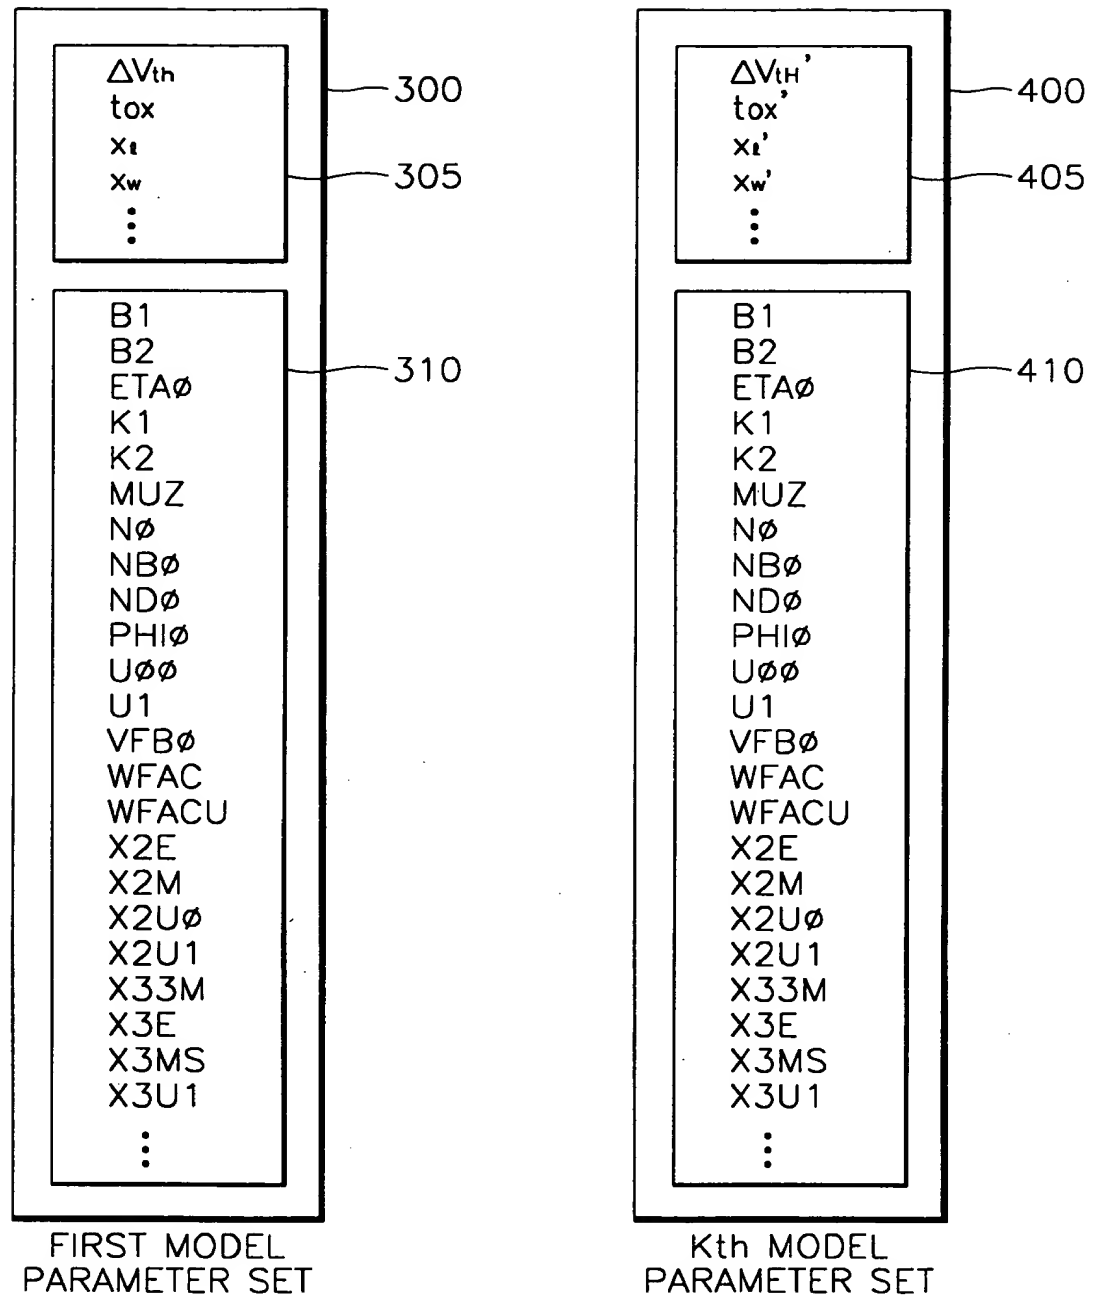 ΔVth
tox
xℓ
xw
300
305
B1
B2
ETAØ
K1
K2
MUZ
NØ
NBØ
NDØ
PHIØ
UØØ
U1
VFBØ
WFAC
WFACU
X2E
X2M
X2UØ
X2U1
X33M
X3E
X3MS
X3U1
310
FIRST MODEL
PARAMETER SET
ΔVtH'
tox'
xℓ'
xw'
400
405
B1
B2
ETAØ
K1
K2
MUZ
NØ
NBØ
NDØ
PHIØ
UØØ
U1
VFBØ
WFAC
WFACU
X2E
X2M
X2UØ
X2U1
X33M
X3E
X3MS
X3U1
410
Kth MODEL
PARAMETER SET